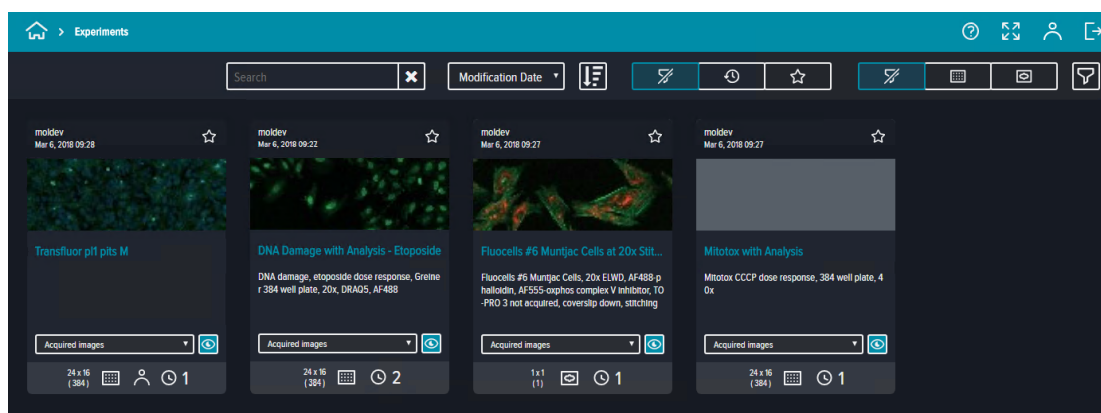 > Experiments
Search
Modification Date
moldev
Mar 6, 2018 09:28
Transfluor pl1 pits M
Acquired images
24 x 16
(384)
1
moldev
Mar 6, 2018 09:22
DNA Damage with Analysis - Etoposide
DNA damage, etoposide dose response, Greine
r 384 well plate, 20x, DRAQ5, AF488
Acquired images
24 x 16
(384)
2
moldev
Mar 6, 2018 09:27
Fluocells #6 Muntjac Cells at 20x Stit...
Fluocells #6 Muntjac Cells, 20x ELWD, AF488-p
halloidin, AF555-oxphos complex V inhibitor, TO
-PRO 3 not acquired, coverslip down, stitching
Acquired images
1 x 1
(1)
1
moldev
Mar 6, 2018 09:27
Mitotox with Analysis
Mitotox CCCP dose response, 384 well plate, 4
0x
Acquired images
24 x 16
(384)
1